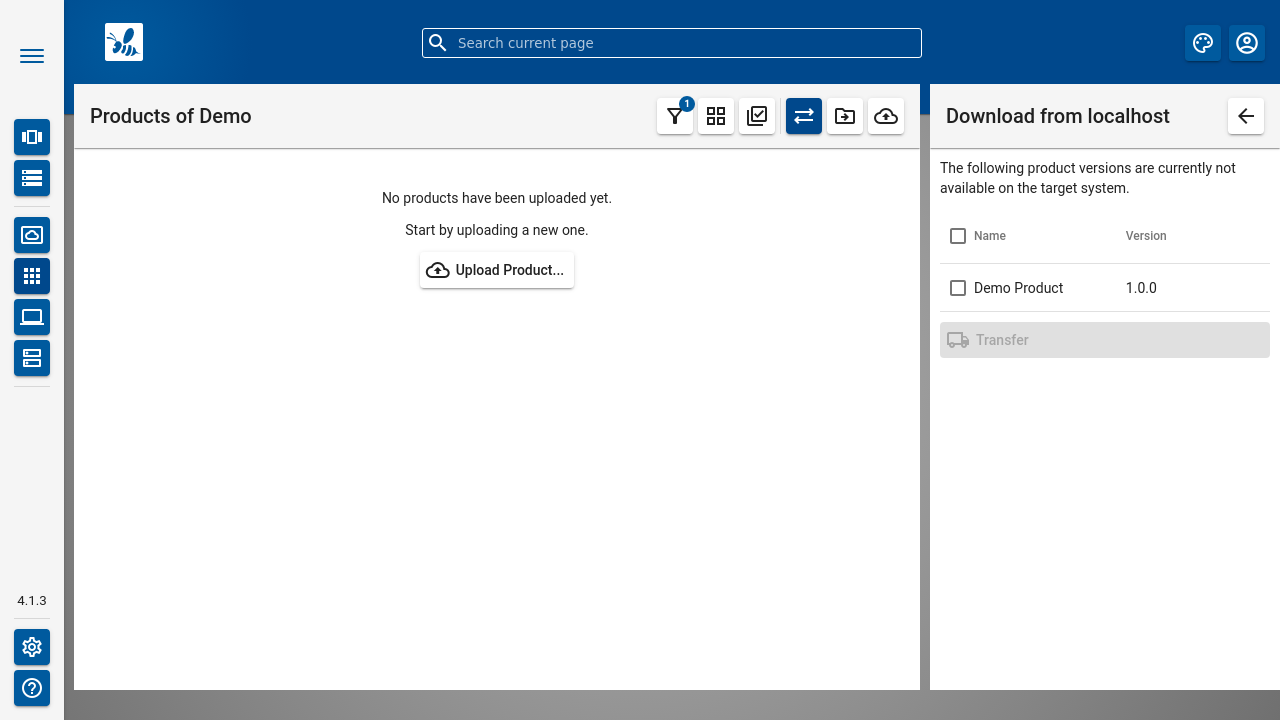 Search current page
Products of Demo
1
Download from localhost
No products have been uploaded yet.
Start by uploading a new one.
Upload Product...
The following product versions are currently not
available on the target system.
Name Version
Demo Product 1.0.0
Transfer
4.1.3